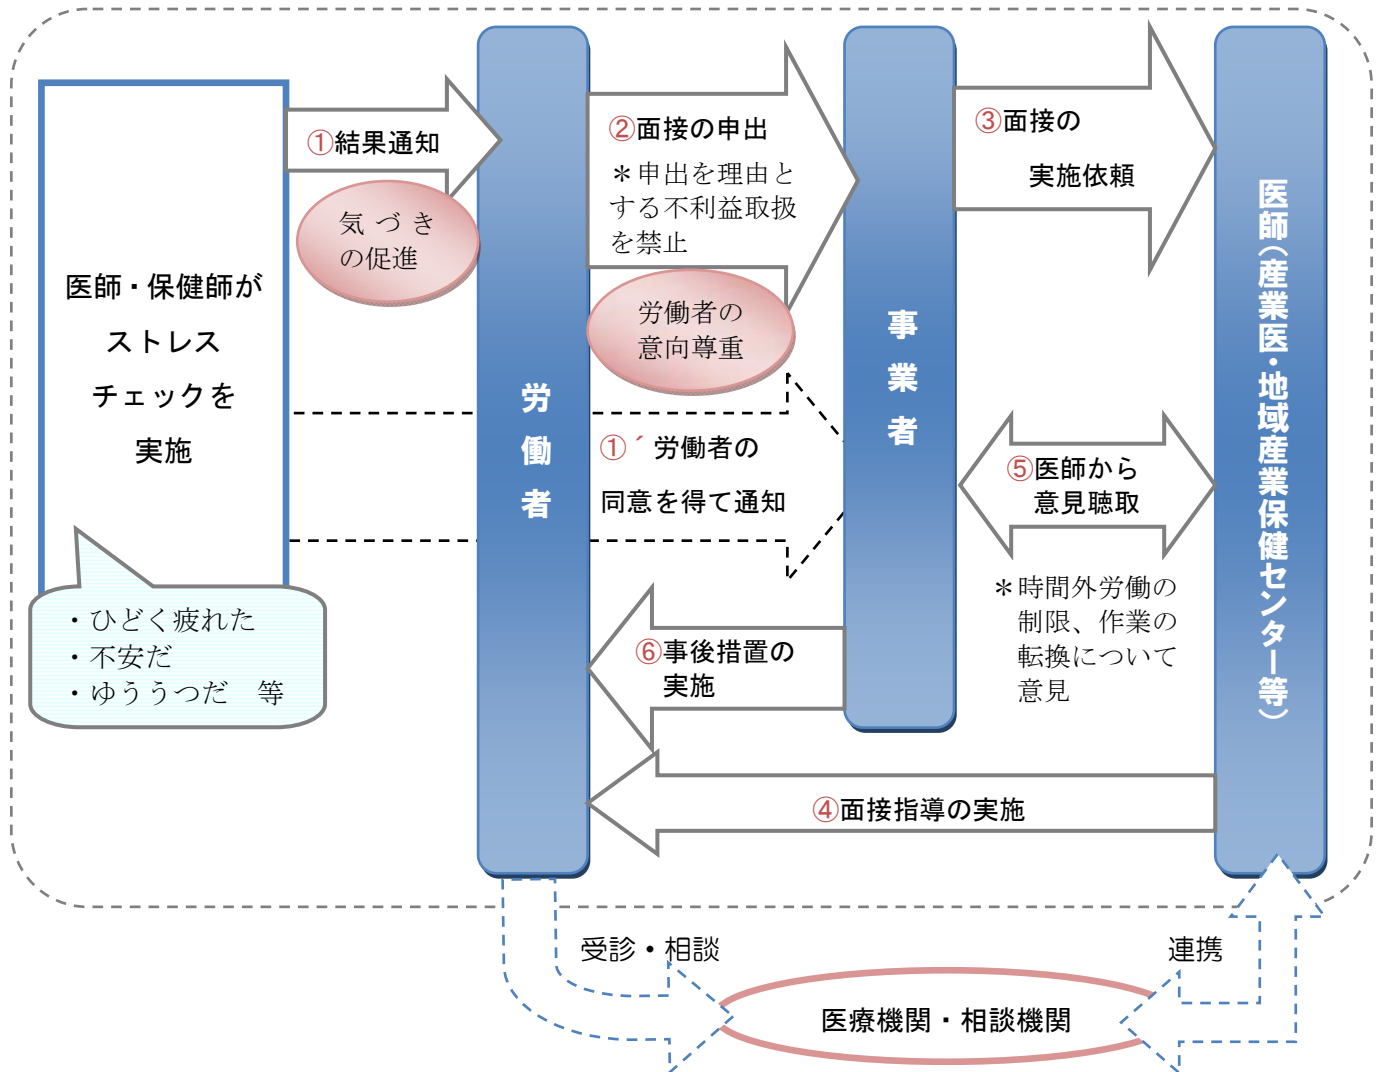 医師・保健師が
ストレス
チェックを
実施
・ひどく疲れた
・不安だ
・ゆううつだ　等
①結果通知
気づき
の促進
労働者
②面接の申出
＊申出を理由と
する不利益取扱
を禁止
労働者の
意向尊重
①´労働者の
同意を得て通知
事業者
③面接の
実施依頼
⑤医師から
意見聴取
＊時間外労働の
制限、作業の
転換について
意見
⑥事後措置の
実施
④面接指導の実施
医師（産業医・地域産業保健センター等）
受診・相談
連携
医療機関・相談機関